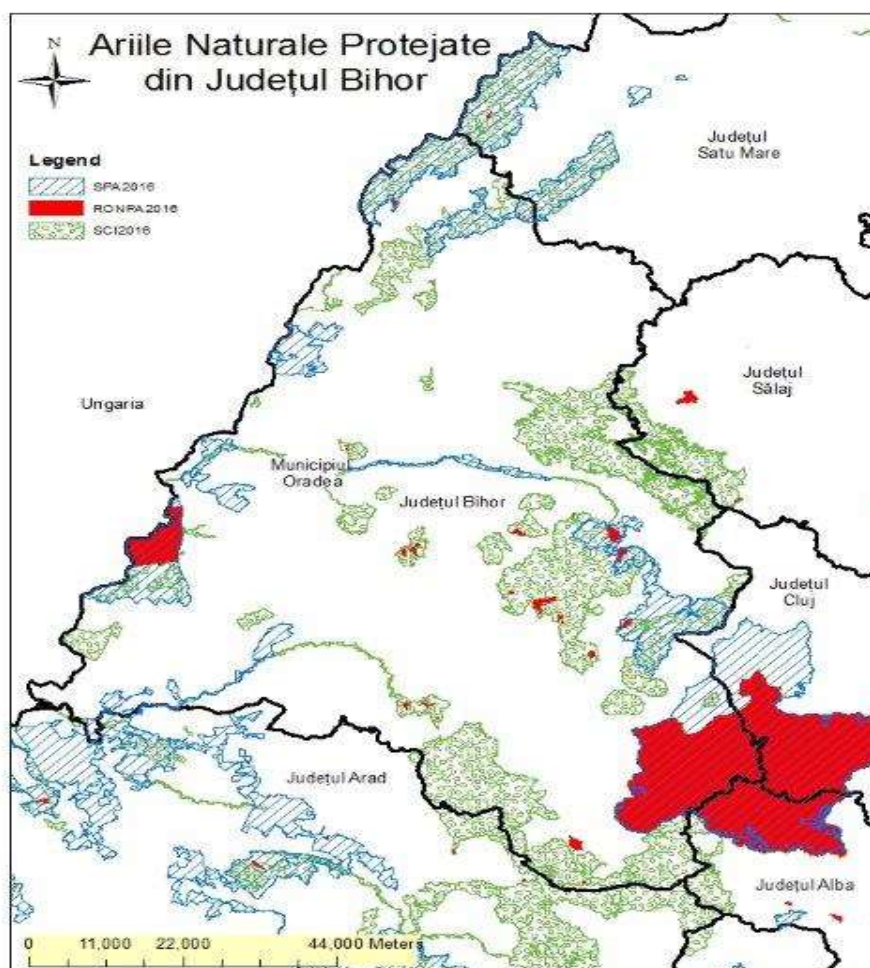 Ariile Naturale Protejate
din Județul Bihor
N
Legend
SPA2016
RONPA2016
SCI2016
Județul
Satu Mare
Județul
Sălaj
Ungaria
Municipiul
Oradea
Județul Bihor
Județul
Cluj
Județul Arad
Județul Alba
0 11,000 22,000 44,000 Meters